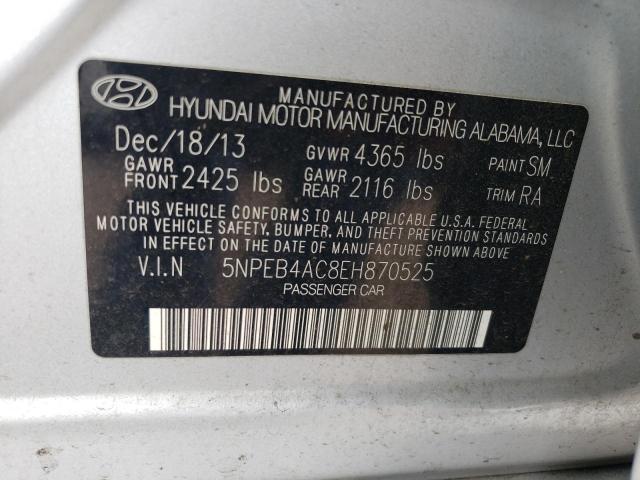 MANUFACTURED BY
HYUNDAI MOTOR MANUFACTURING ALABAMA, LLC
Dec/18/13 GVWR 4365 lbs PAINT SM
GAWR FRONT 2425 lbs GAWR REAR 2116 lbs TRIM RA
THIS VEHICLE CONFORMS TO ALL APPLICABLE U.S.A. FEDERAL
MOTOR VEHICLE SAFETY, BUMPER, AND THEFT PREVENTION STANDARDS
IN EFFECT ON THE DATE OF MANUFACTURE SHOWN ABOVE
V.I.N 5NPEB4AC8EH870525
PASSENGER CAR